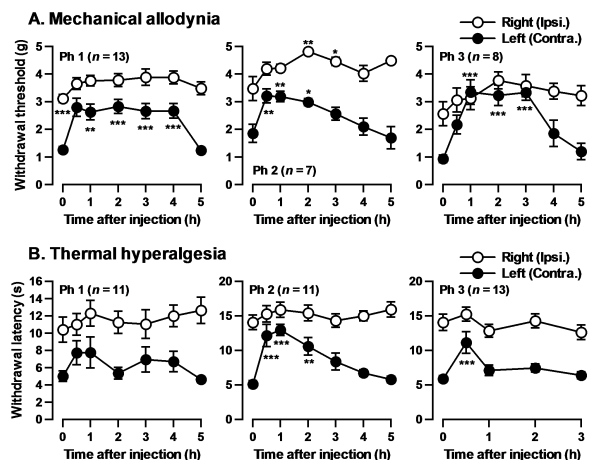 A. Mechanical allodynia
Right (Ipsi.)
Left (Contra.)
Withdrawal threshold (g)
Ph 1 (n = 13)
5
4
3
2
1
0
***
**
***
***
***
0 1 2 3 4 5
Time after injection (h)
5
4
3
2
1
0
**
*
**
*
**
Ph 2 (n = 7)
0 1 2 3 4 5
Time after injection (h)
Ph 3 (n = 8)
5
4
3
2
1
0
***
***
***
0 1 2 3 4 5
Time after injection (h)
B. Thermal hyperalgesia
Right (Ipsi.)
Left (Contra.)
Withdrawal latency (s)
Ph 1 (n = 11)
16
14
12
10
8
6
4
2
0
0 1 2 3 4 5
Time after injection (h)
Ph 2 (n = 11)
20
15
10
5
0
***
***
**
0 1 2 3 4 5
Time after injection (h)
Ph 3 (n = 13)
20
15
10
5
0
***
0 1 2 3
Time after injection (h)